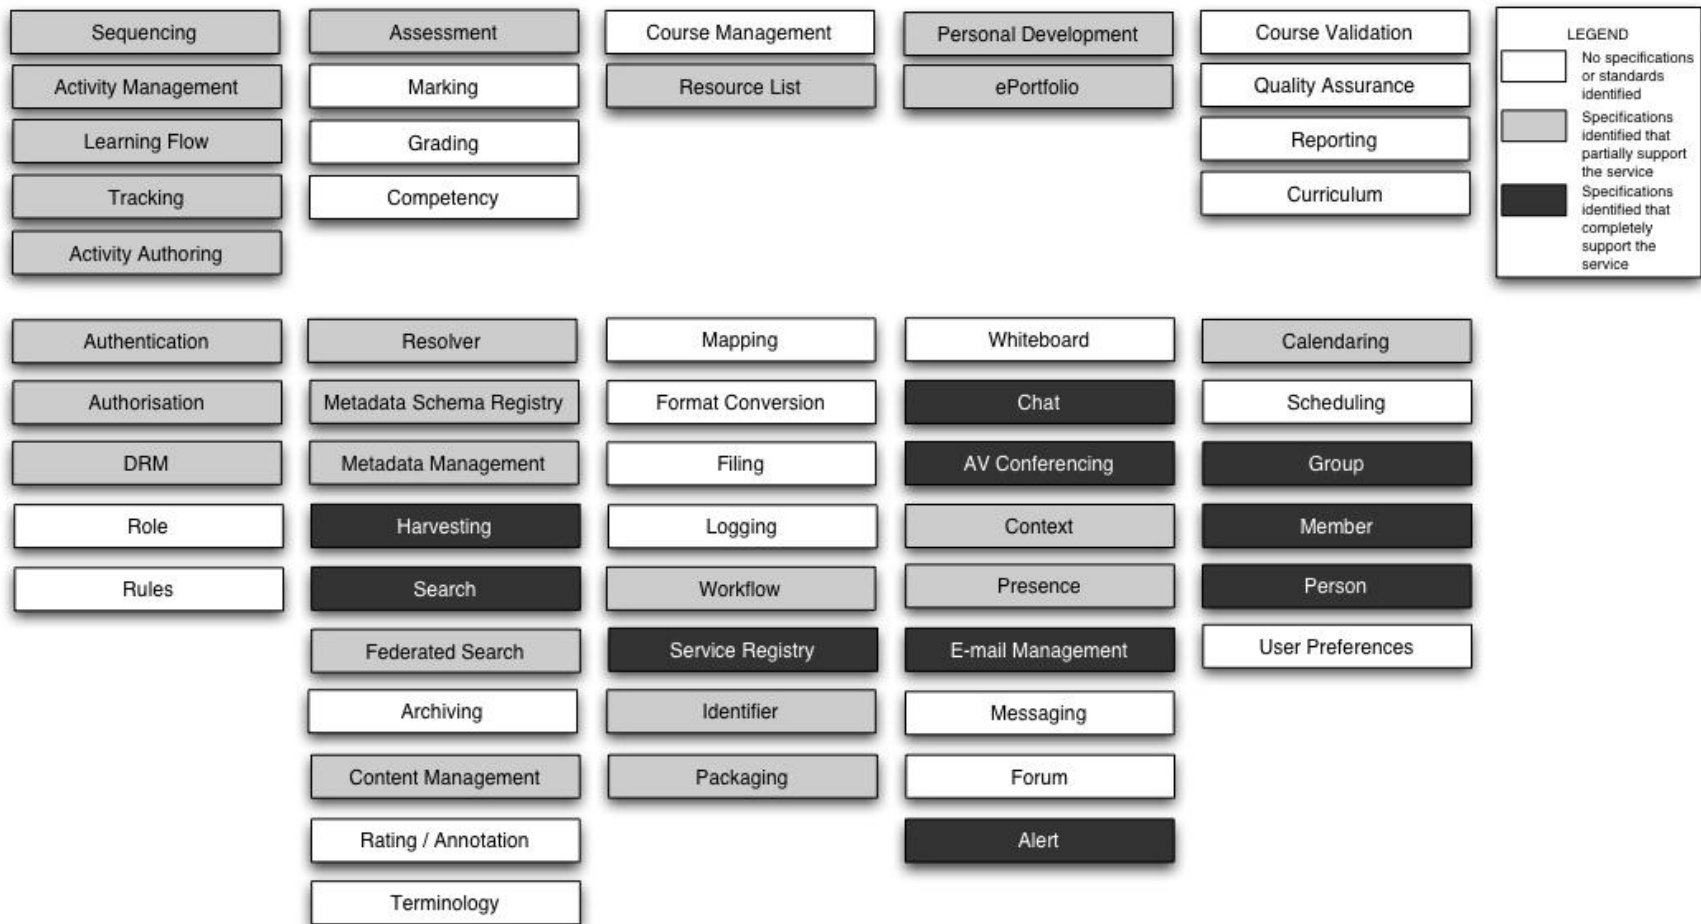 Sequencing
Assessment
Course Management
Personal Development
Course Validation
Activity Management
Marking
Resource List
ePortfolio
Quality Assurance
Learning Flow
Grading
Reporting
Tracking
Competency
Curriculum
Activity Authoring
LEGEND
No specifications
or standards
identified
Specifications
identified that
partially support
the service
Specifications
identified that
completely
support the
service
Authentication
Resolver
Mapping
Whiteboard
Calendaring
Authorisation
Metadata Schema Registry
Format Conversion
Chat
Scheduling
DRM
Metadata Management
Filing
AV Conferencing
Group
Role
Harvesting
Logging
Context
Member
Rules
Search
Workflow
Presence
Person
Federated Search
Service Registry
E-mail Management
User Preferences
Archiving
Identifier
Messaging
Content Management
Packaging
Forum
Rating / Annotation
Alert
Terminology